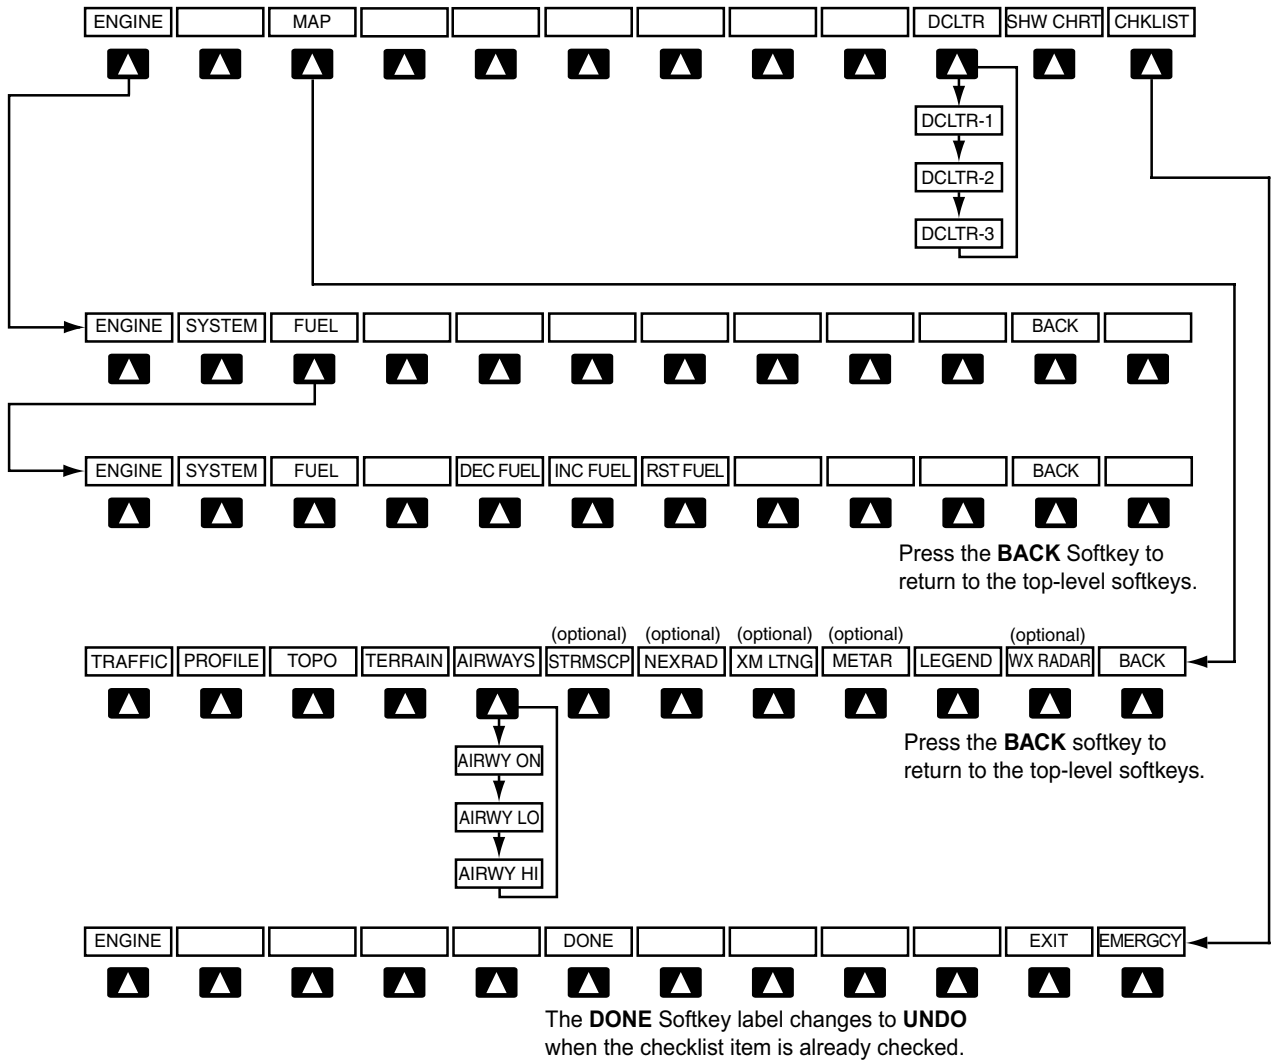 ENGINE MAP DCLTR SHW CHRT CHKLIST
DCLTR-1
DCLTR-2
DCLTR-3
ENGINE SYSTEM FUEL BACK
ENGINE SYSTEM FUEL DEC FUEL INC FUEL RST FUEL BACK
Press the BACK Softkey to
return to the top-level softkeys.
(optional) (optional) (optional) (optional) (optional)
TRAFFIC PROFILE TOPO TERRAIN AIRWAYS STRMSCP NEXRAD XM LTNG METAR LEGEND WX RADAR BACK
Press the BACK softkey to
return to the top-level softkeys.
AIRWY ON
AIRWY LO
AIRWY HI
ENGINE DONE EXIT EMERGCY
The DONE Softkey label changes to UNDO
when the checklist item is already checked.